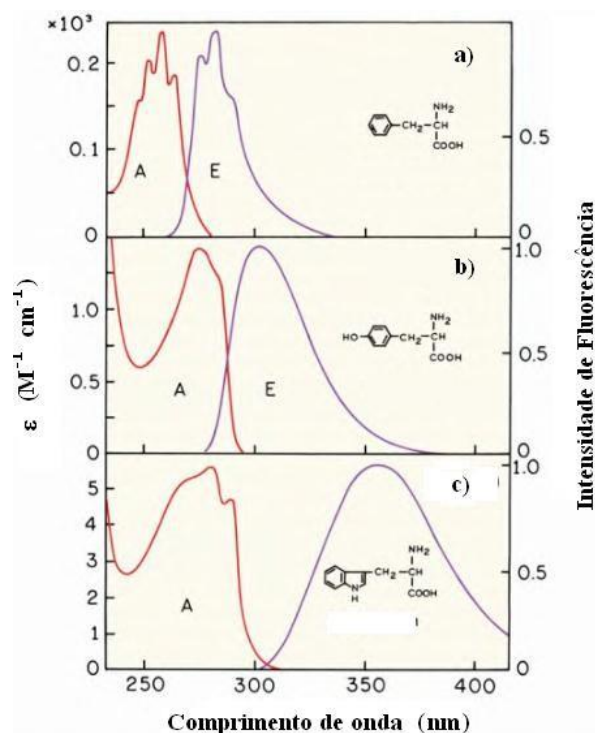 ×10³
0.2
0.1
0
A
E
a)
NH₂
CH₂—CH
COOH
0.5
0
1.0
0.5
0
A
E
b)
NH₂
HO
CH₂—CH
COOH
1.0
0.5
0
5
4
3
2
1
0
A
c)
NH₂
CH₂—CH
COOH
N
H
1.0
0.5
0
250
300
350
400
Comprimento de onda (nm)
ε (M⁻¹ cm⁻¹)
Intensidade de Fluorescência